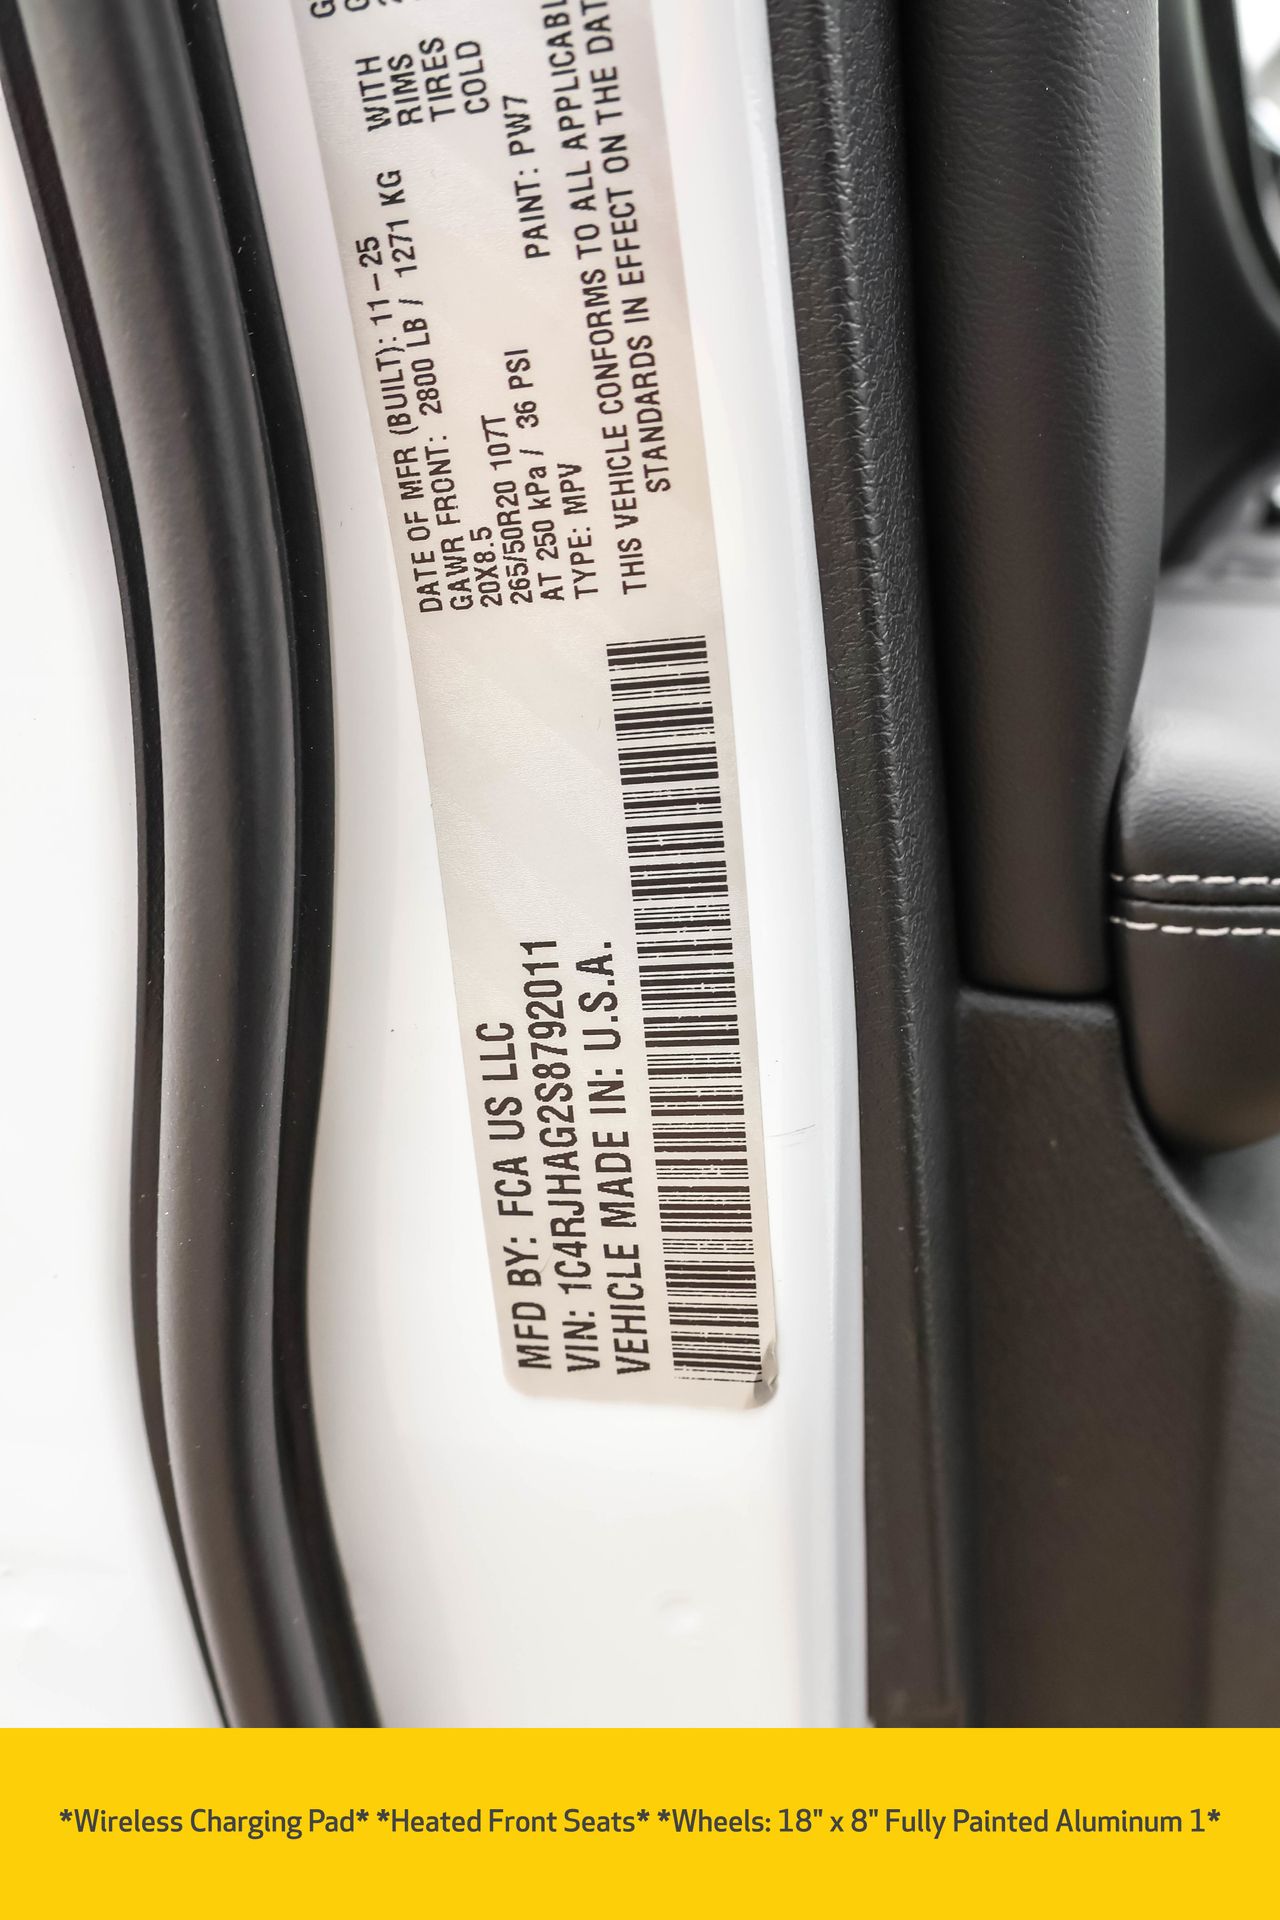 MFD BY: FCA US LLC
VIN: 1C4RJHAG2S8792011
VEHICLE MADE IN: U.S.A.
DATE OF MFR (BUILT): 11-25
GAWR FRONT: 2800 LB / 1271 KG WITH
20X8.5 RIMS
265/50R20 107T TIRES
AT 250 kPa / 36 PSI COLD
TYPE: MPV PAINT: PW7
THIS VEHICLE CONFORMS TO ALL
STANDARDS IN EFFECT ON THE
*Wireless Charging Pad* *Heated Front Seats* *Wheels: 18" x 8" Fully Painted Aluminum 1*